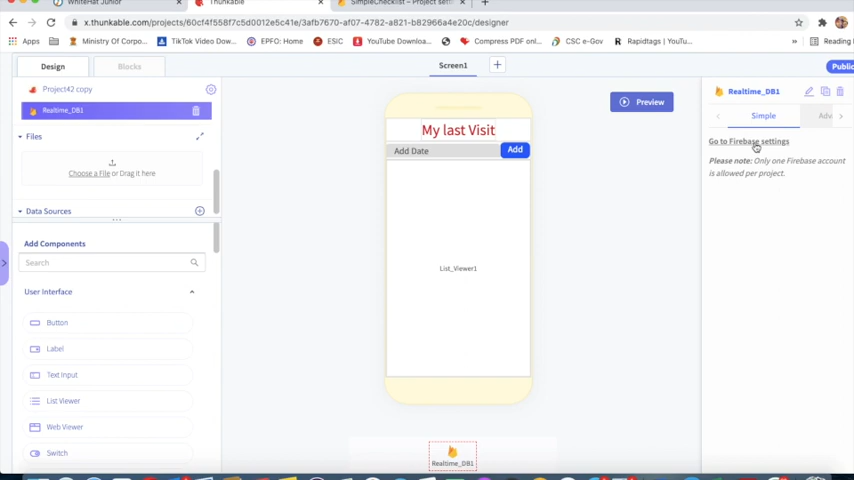 WhiteHat Junior
Thunkable
SimpleChecklist – Project sett
x.thunkable.com/projects/60cf4f558f7c5d0012e5c41e/3afb7670-af07-4782-a821-b82966a4e20c/designer
Apps
Ministry Of Corpo...
TikTok Video Dow...
EPFO: Home
ESIC
YouTube Downloa...
Compress PDF onl...
CSC e-Gov
Rapidtags | YouTu...
»
Reading
Design
Blocks
Screen1
Public
Project42 copy
Realtime_DB1
Files
Choose a File or Drag it here
Data Sources
Add Components
Search
User Interface
Button
Label
Text Input
List Viewer
Web Viewer
Switch
My last Visit
Add Date
Add
List_Viewer1
Realtime_DB1
Preview
Realtime_DB1
Simple
Adv
Go to Firebase settings
Please note: Only one Firebase account
is allowed per project.